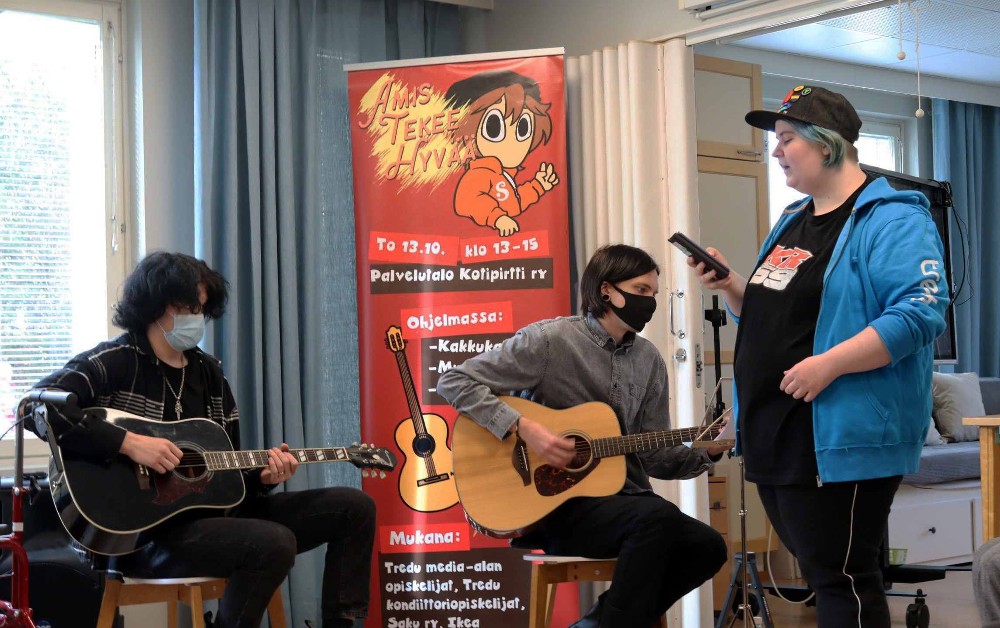 AMIS
TEKEE
HYVÄÄ
S
To 13.10. klo 13-15
Palvelutalo Kotipirtti ry
Ohjelmassa:
Mukana:
Tredu media-alan
opiskelijat, Tredu
kondiittoriopiskelijat,
Saku ry, Ikea